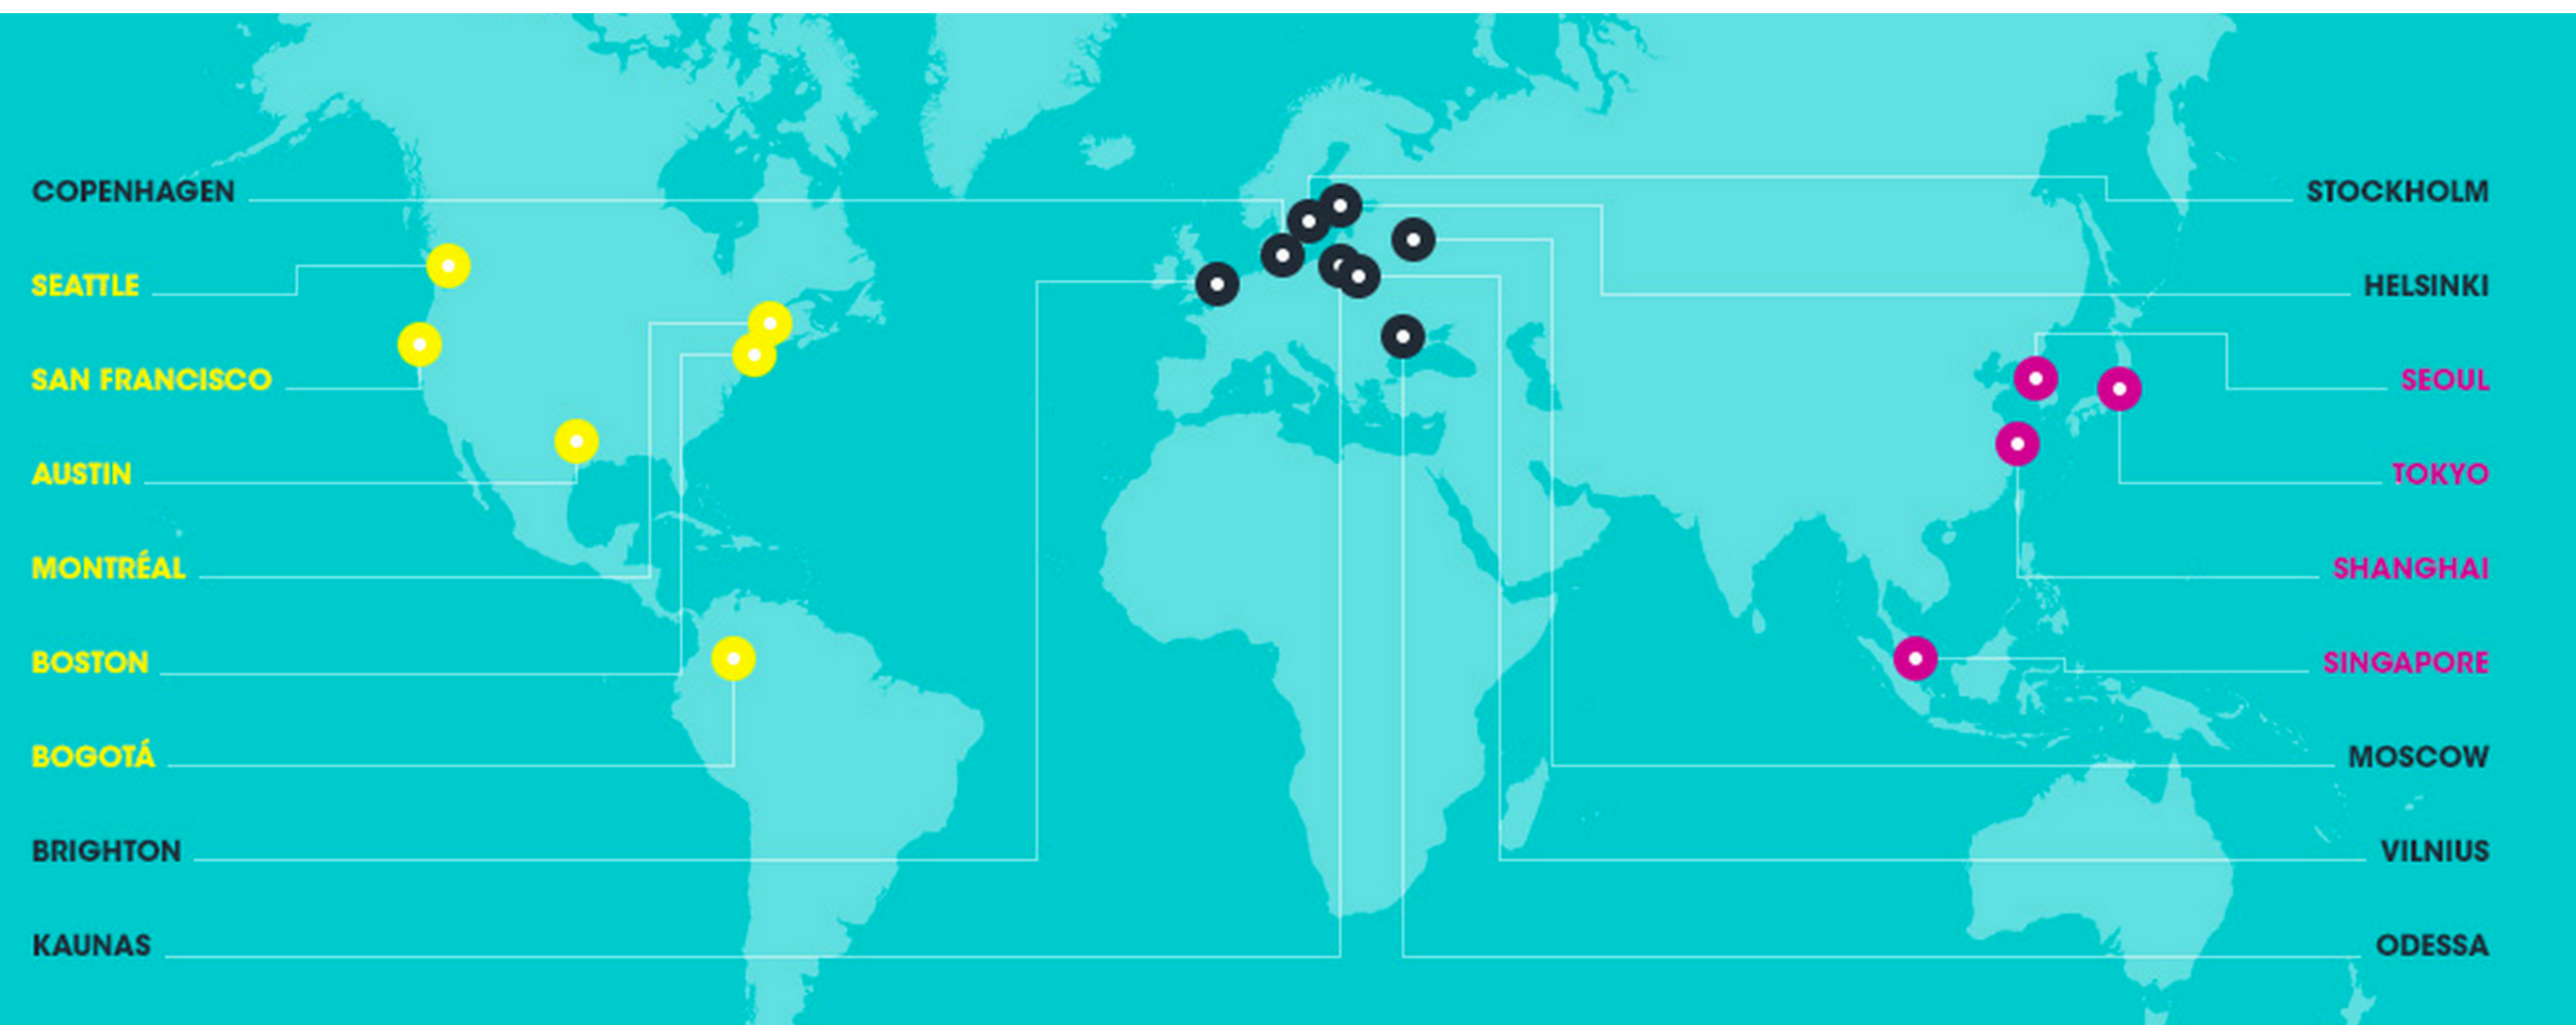 COPENHAGEN
SEATTLE
SAN FRANCISCO
AUSTIN
MONTRÉAL
BOSTON
BOGOTÁ
BRIGHTON
KAUNAS
STOCKHOLM
HELSINKI
SEOUL
TOKYO
SHANGHAI
SINGAPORE
MOSCOW
VILNIUS
ODESSA